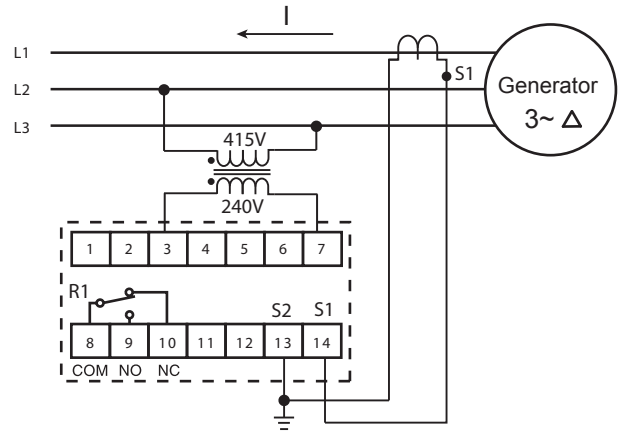 I
L1
S1
L2
Generator
3~ Δ
L3
415V
240V
1 2 3 4 5 6 7
R1
S2 S1
8 9 10 11 12 13 14
COM NO NC